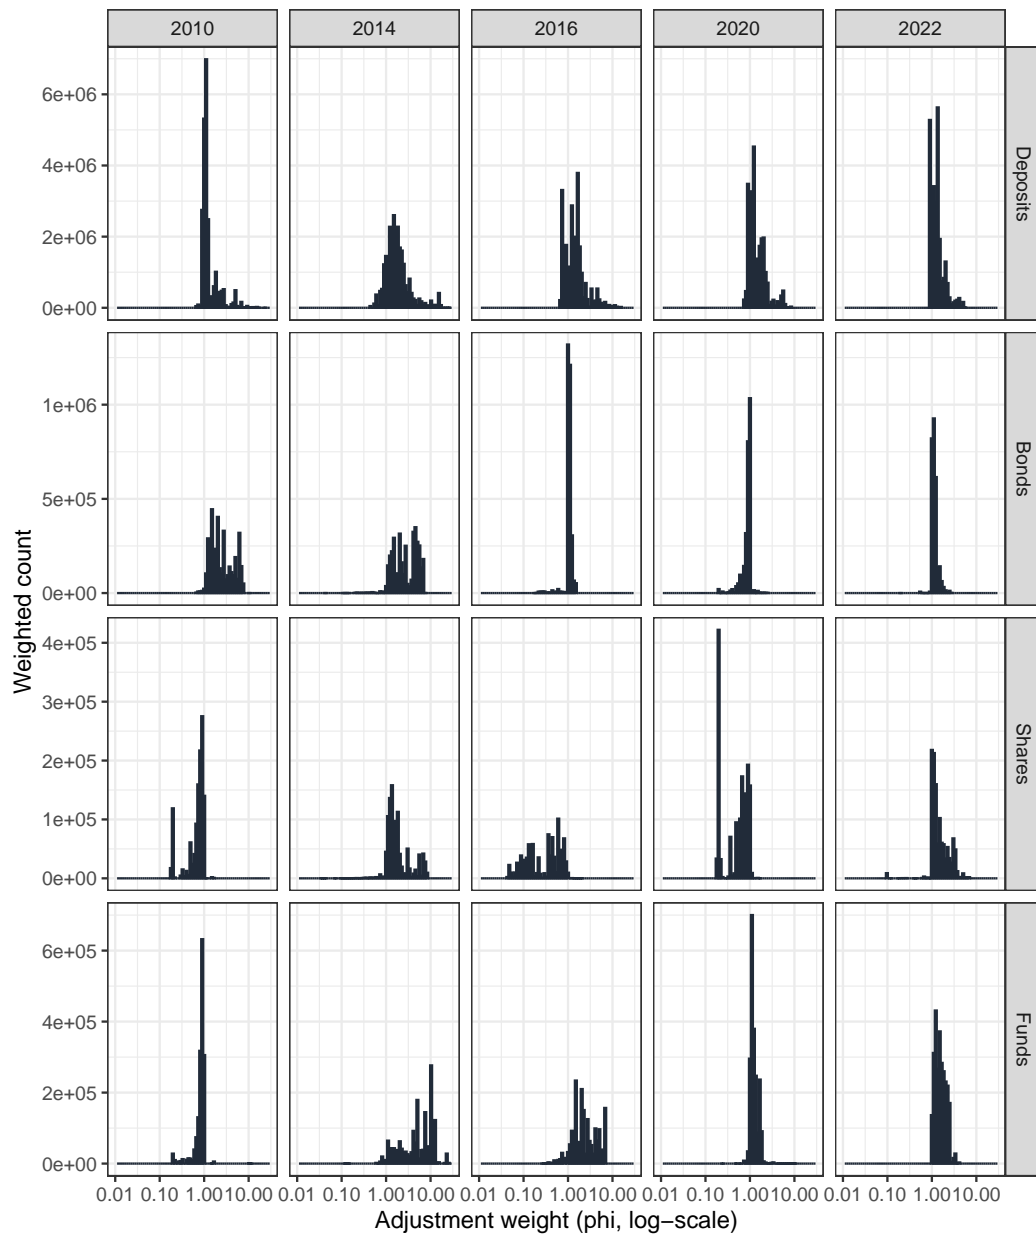 2010 2014 2016 2020 2022
6e+06
4e+06
2e+06
0e+00
Deposits
1e+06
5e+05
0e+00
Bonds
4e+05
3e+05
2e+05
1e+05
0e+00
Shares
6e+05
4e+05
2e+05
0e+00
Funds
Weighted count
0.01 0.10 1.00 10.00 0.01 0.10 1.00 10.00 0.01 0.10 1.00 10.00 0.01 0.10 1.00 10.00 0.01 0.10 1.00 10.00
Adjustment weight (phi, log−scale)